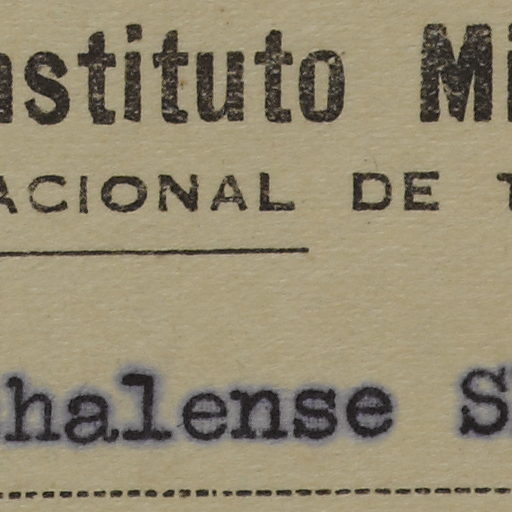 nstituto Mi
ACIONAL DE T
halense S